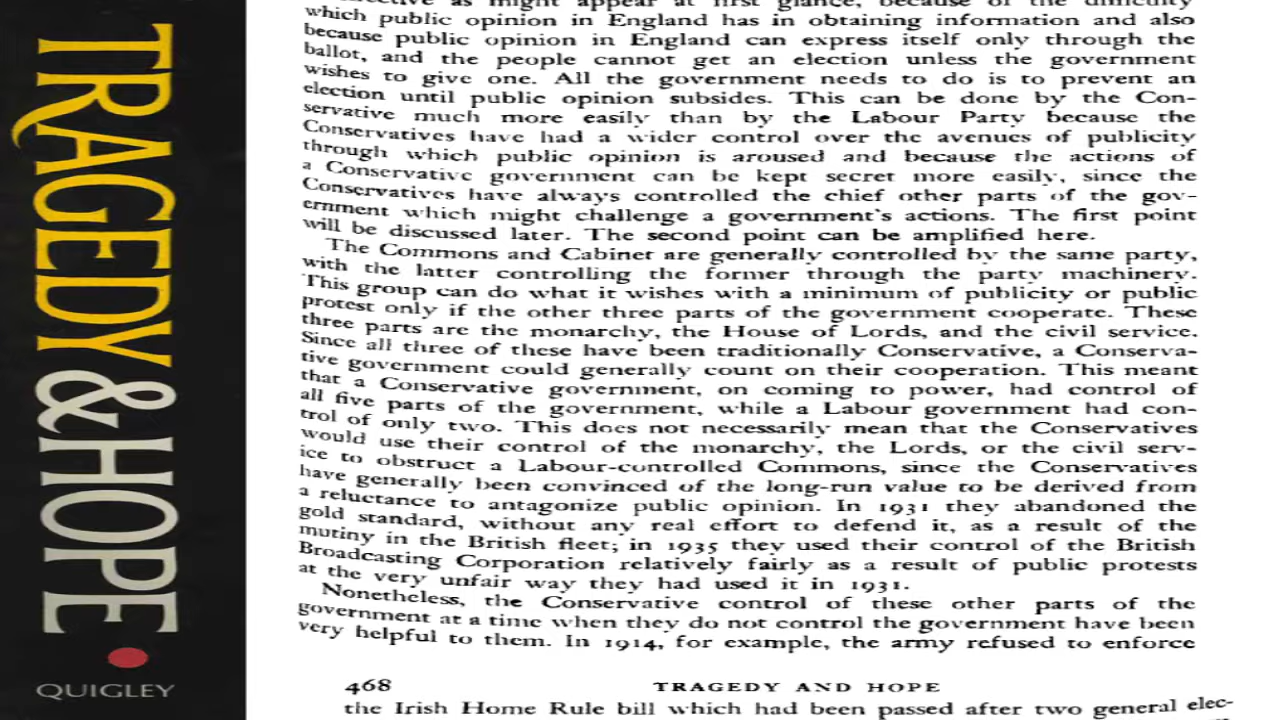 TRAGEDY & HOPE
QUIGLEY
as might appear at first glance, because of the difficulty
which public opinion in England has in obtaining information and also
because public opinion in England can express itself only through the
ballot, and the people cannot get an election unless the government
wishes to give one. All the government needs to do is to prevent an
election until public opinion subsides. This can be done by the Con-
servative much more easily than by the Labour Party because the
Conservatives have had a wider control over the avenues of publicity
through which public opinion is aroused and because the actions of
a Conservative government can be kept secret more easily, since the
Conservatives have always controlled the chief other parts of the gov-
ernment which might challenge a government's actions. The first point
will be discussed later. The second point can be amplified here.
The Commons and Cabinet are generally controlled by the same party,
with the latter controlling the former through the party machinery.
This group can do what it wishes with a minimum of publicity or public
protest only if the other three parts of the government cooperate. These
three parts are the monarchy, the House of Lords, and the civil service.
Since all three of these have been traditionally Conservative, a Conserva-
tive government could generally count on their cooperation. This meant
that a Conservative government, on coming to power, had control of
all five parts of the government, while a Labour government had con-
trol of only two. This does not necessarily mean that the Conservatives
would use their control of the monarchy, the Lords, or the civil serv-
ice to obstruct a Labour-controlled Commons, since the Conservatives
have generally been convinced of the long-run value to be derived from
a reluctance to antagonize public opinion. In 1931 they abandoned the
gold standard, without any real effort to defend it, as a result of the
mutiny in the British fleet; in 1935 they used their control of the British
Broadcasting Corporation relatively fairly as a result of public protests
at the very unfair way they had used it in 1931.
Nonetheless, the Conservative control of these other parts of the
government at a time when they do not control the government have been
very helpful to them. In 1914, for example, the army refused to enforce
468 TRAGEDY AND HOPE
the Irish Home Rule bill which had been passed after two general elec-